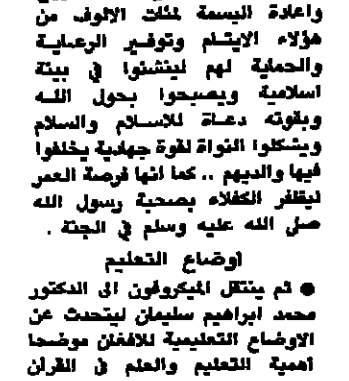 واعادة البسمة لمئات الالوف من
هؤلاء الايتام وتوفير الرعاية
والحماية لهم لينشئوا في بيئة
اسلامية ويصبحوا بحول الله
وبقوته دعاة للاسلام والسلام
ويشكلوا النواة لقوة جهادية يخلفوا
فيها والديهم .. كما انها فرصة العمر
ليظفر الكفلاء بصحبة رسول الله
صلى الله عليه وسلم في الجنة .
اوضاع التعليم
● ثم ينتقل الميكروفون الى الدكتور
محمد ابراهيم سليمان ليتحدث عن
الاوضاع التعليمية للافغان موضحا
اهمية التعليم والعلم في القرآن